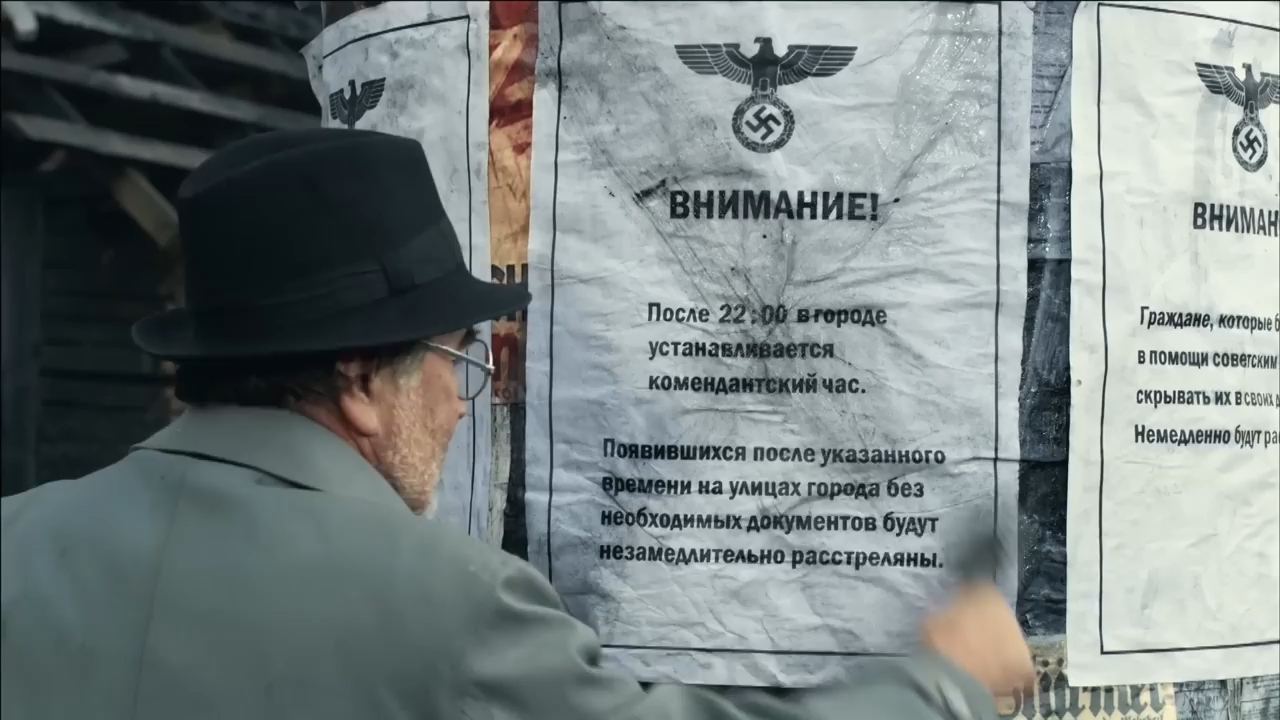 ВНИМАНИЕ!
После 22:00 в городе
устанавливается
комендантский час.
Появившихся после указанного
времени на улицах города без
необходимых документов будут
незамедлительно расстреляны.
ВНИМАН
Граждане, которые б
в помощи советским
скрывать их в своих д
Немедленно будут ра